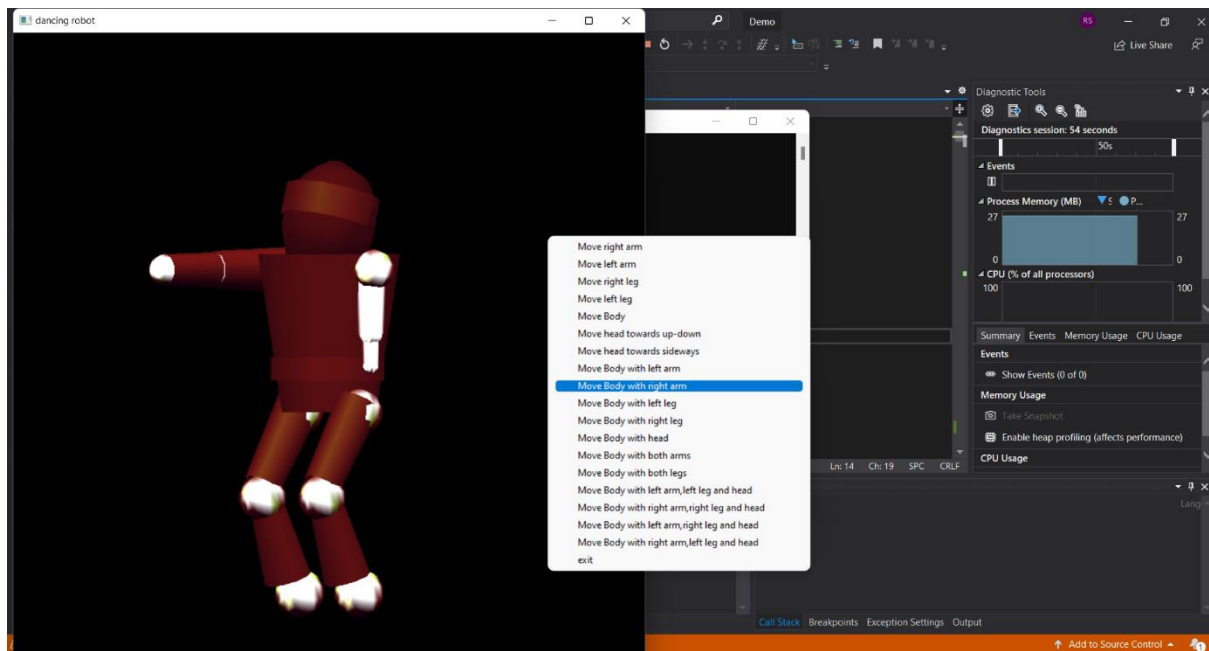 dancing robot
Demo
RS
Live Share
Diagnostic Tools
Diagnostics session: 54 seconds
50s
Events
Process Memory (MB) S P...
27 27
0 0
CPU (% of all processors)
100 100
Summary Events Memory Usage CPU Usage
Events
Show Events (0 of 0)
Memory Usage
Take Snapshot
Enable heap profiling (affects performance)
CPU Usage
Move right arm
Move left arm
Move right leg
Move left leg
Move Body
Move head towards up-down
Move head towards sideways
Move Body with left arm
Move Body with right arm
Move Body with left leg
Move Body with right leg
Move Body with head
Move Body with both arms
Move Body with both legs
Move Body with left arm,left leg and head
Move Body with right arm,right leg and head
Move Body with left arm,right leg and head
Move Body with right arm,left leg and head
exit
Ln: 14 Ch: 19 SPC CRLF
Lang
Call Stack Breakpoints Exception Settings Output
Add to Source Control
1